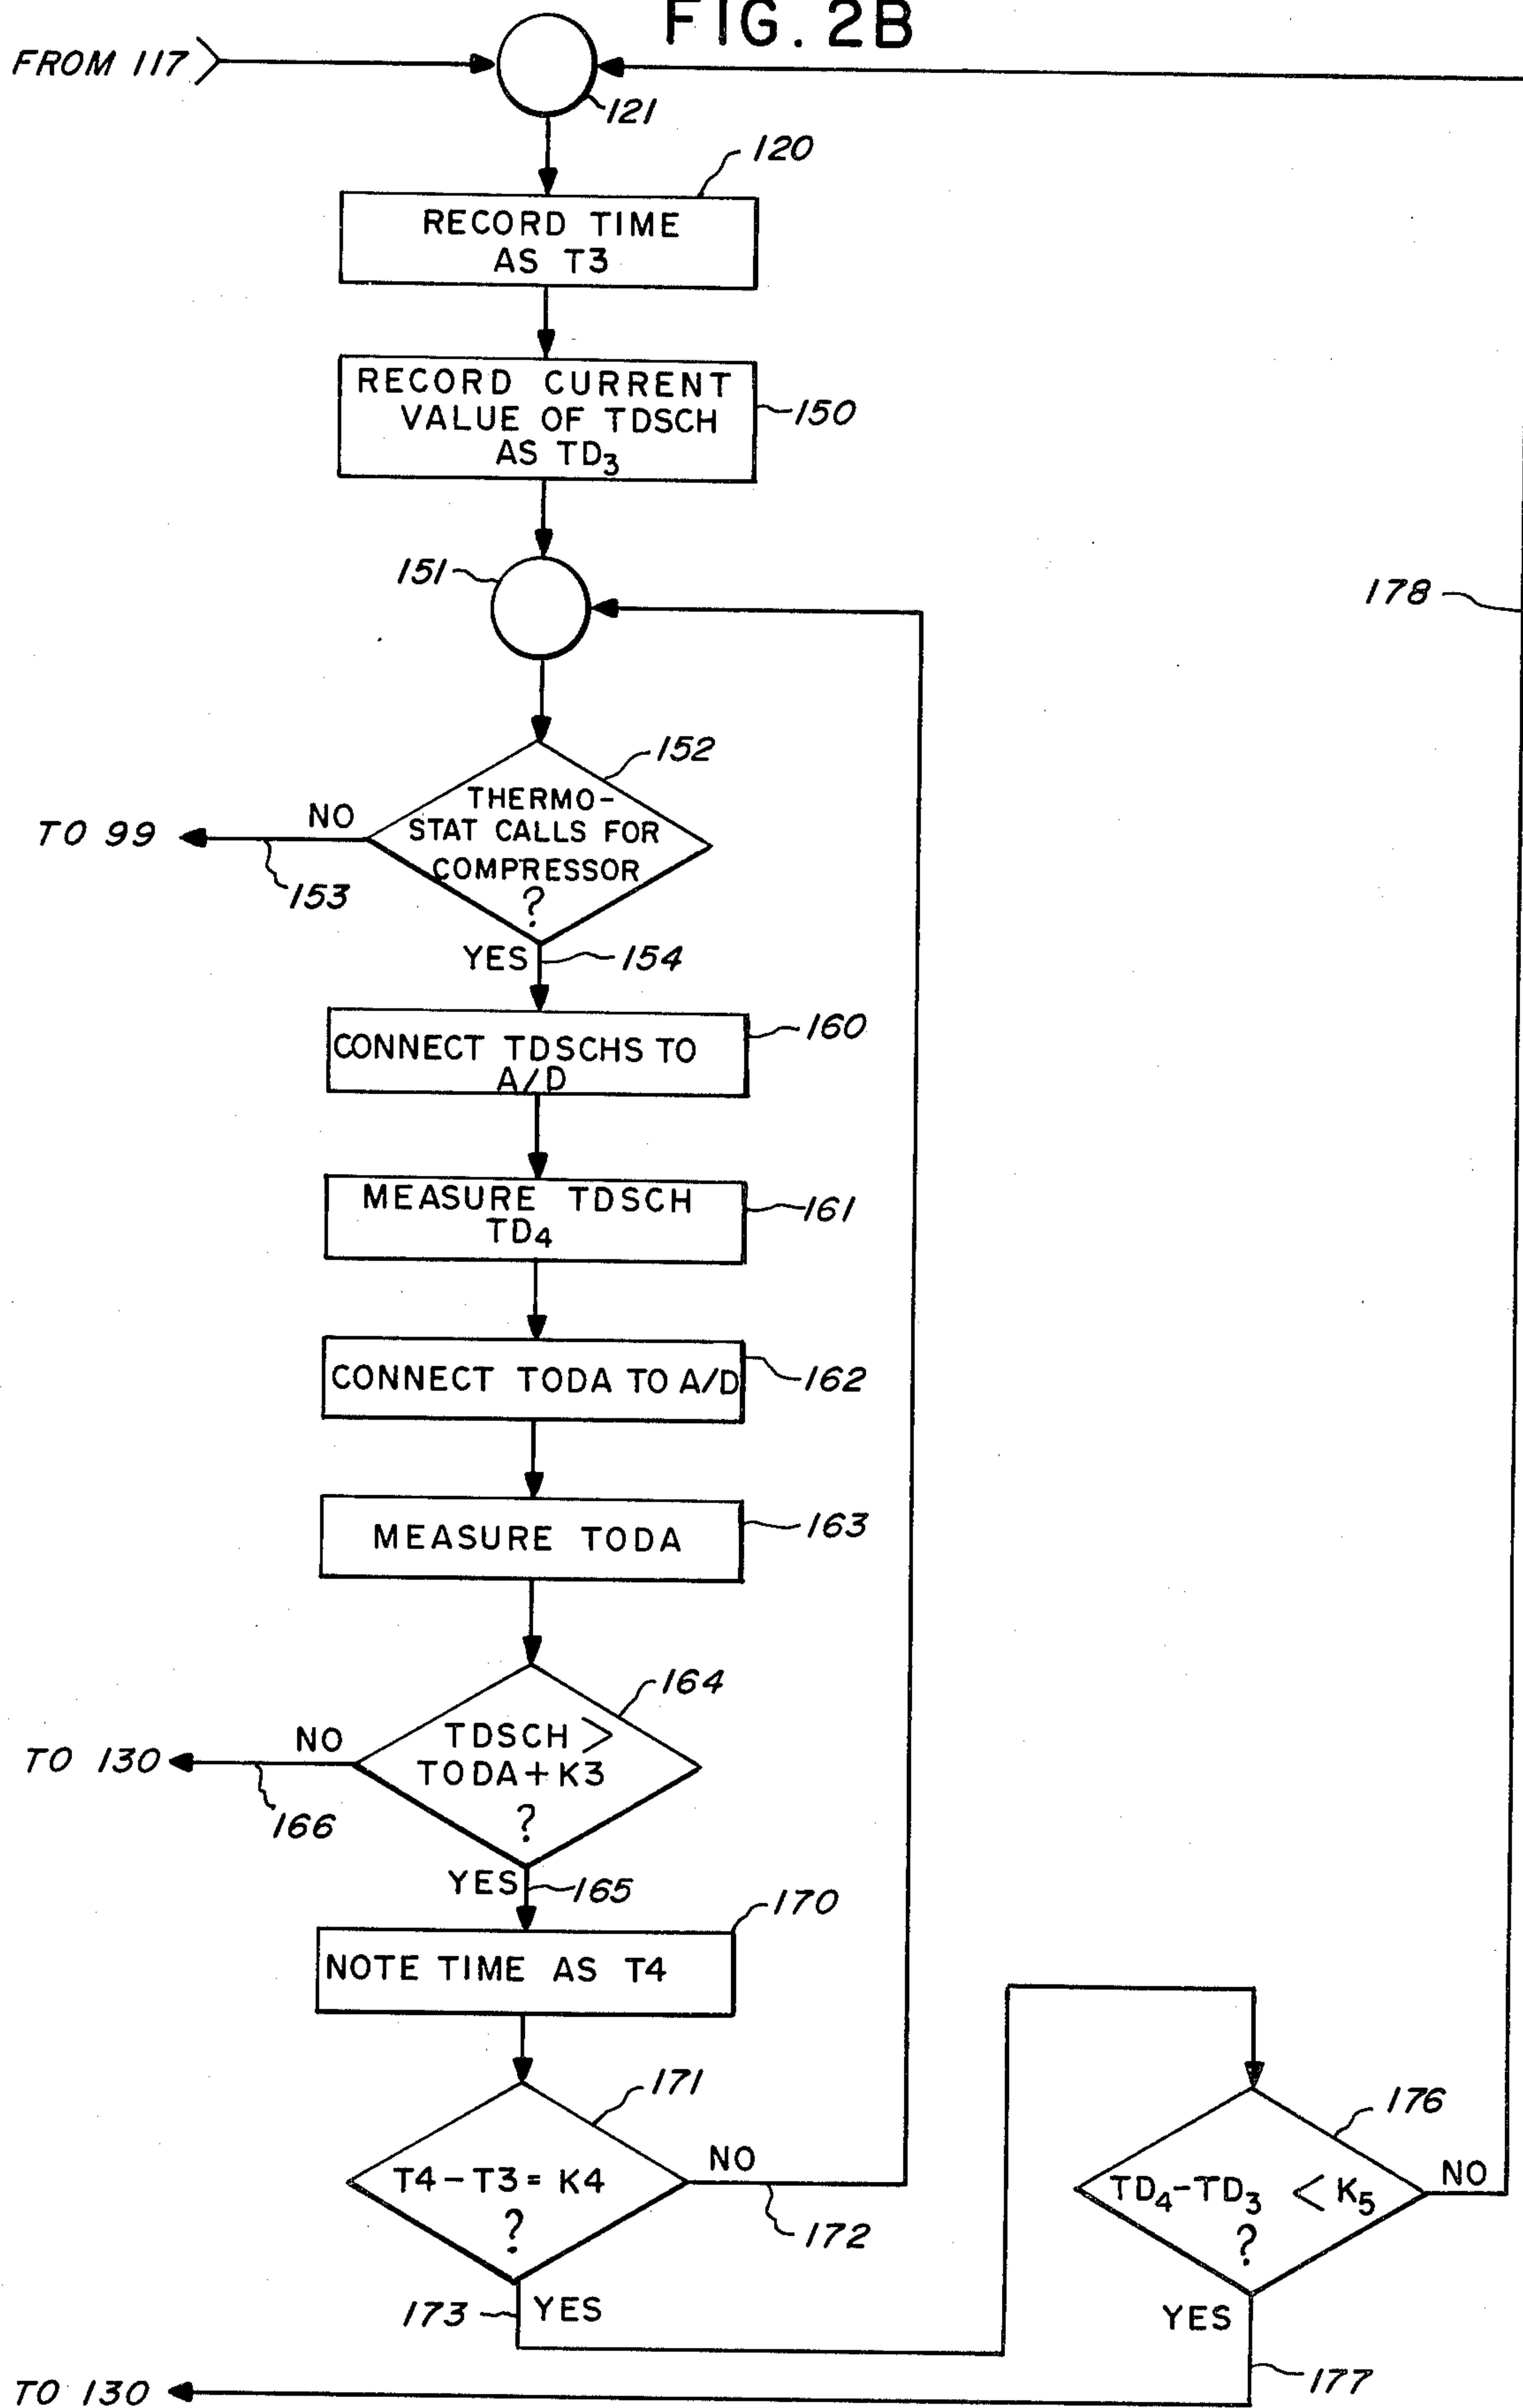 FIG. 2B
FROM 117
121
120
RECORD TIME
AS T3
RECORD CURRENT
VALUE OF TDSCH
AS TD₃
150
151
178
152
THERMO-
STAT CALLS FOR
COMPRESSOR
?
NO
TO 99
153
YES
154
CONNECT TDSCHS TO
A/D
160
MEASURE TDSCH
TD₄
161
CONNECT TODA TO A/D
162
MEASURE TODA
163
164
TDSCH >
TODA + K3
?
NO
TO 130
166
YES
165
170
NOTE TIME AS T4
171
T4 - T3 = K4
?
NO
172
173
YES
176
TD₄-TD₃ < K₅
?
NO
YES
177
TO 130